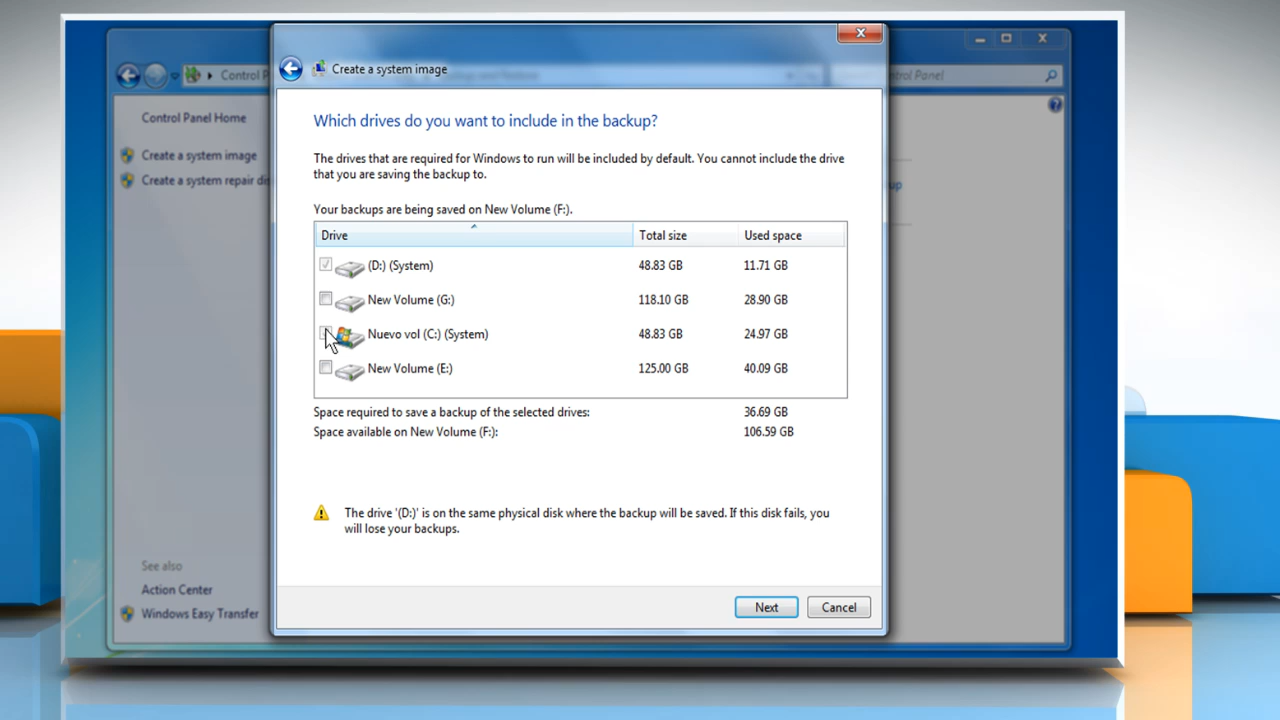 Create a system image
Control P
ntrol Panel
Control Panel Home
Create a system image
Create a system repair di
Which drives do you want to include in the backup?
The drives that are required for Windows to run will be included by default. You cannot include the drive
that you are saving the backup to.
Your backups are being saved on New Volume (F:).
Drive Total size Used space
(D:) (System) 48.83 GB 11.71 GB
New Volume (G:) 118.10 GB 28.90 GB
Nuevo vol (C:) (System) 48.83 GB 24.97 GB
New Volume (E:) 125.00 GB 40.09 GB
Space required to save a backup of the selected drives: 36.69 GB
Space available on New Volume (F:): 106.59 GB
The drive '(D:)' is on the same physical disk where the backup will be saved. If this disk fails, you
will lose your backups.
See also
Action Center
Windows Easy Transfer
Next Cancel